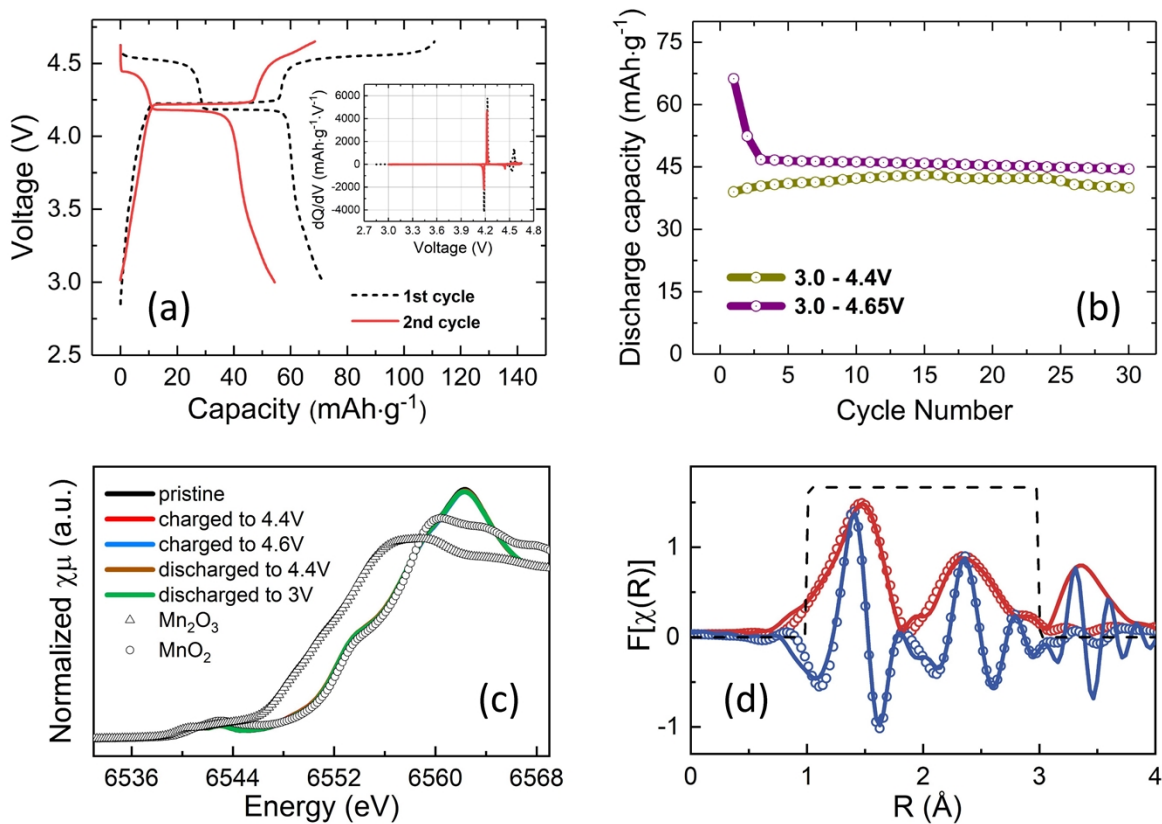 4.5
4.0
3.5
3.0
2.5
Voltage (V)
0 20 40 60 80 100 120 140
Capacity (mAh·g⁻¹)
(a)
1st cycle
2nd cycle
6000
4000
2000
0
-2000
-4000
dQ/dV (mAh·g⁻¹·V⁻¹)
2.7 3.0 3.3 3.6 3.9 4.2 4.5 4.8
Voltage (V)
75
60
45
30
15
0
Discharge capacity (mAh·g⁻¹)
3.0 - 4.4V
3.0 - 4.65V
(b)
0 5 10 15 20 25 30
Cycle Number
Normalized χμ (a.u.)
pristine
charged to 4.4V
charged to 4.6V
discharged to 4.4V
discharged to 3V
Mn₂O₃
MnO₂
(c)
6536 6544 6552 6560 6568
Energy (eV)
F[χ(R)]
1
0
-1
(d)
0 1 2 3 4
R (Å)